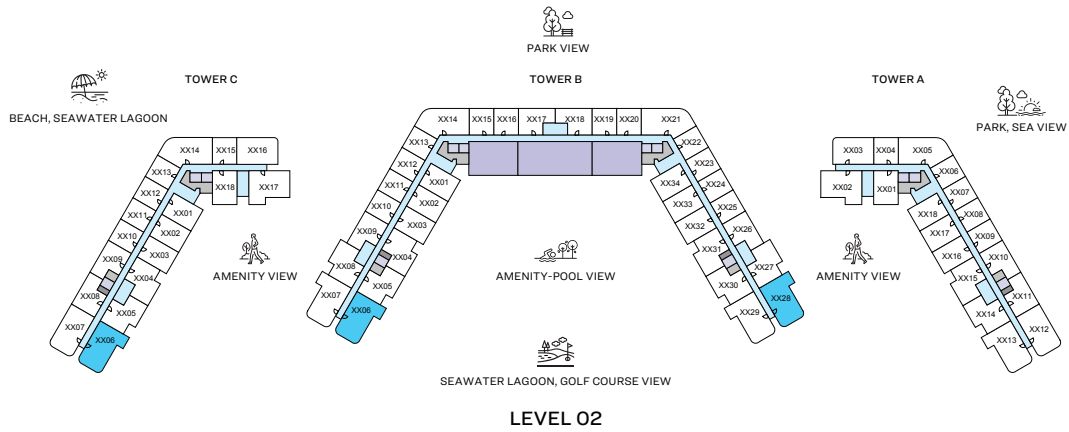 PARK VIEW
TOWER C
TOWER B
TOWER A
BEACH, SEAWATER LAGOON
PARK, SEA VIEW
XX14
XX15
XX16
XX13
XX12
XX11
XX10
XX09
XX08
XX07
XX18
XX17
XX01
XX02
XX03
XX04
XX05
XX06
AMENITY VIEW
XX14
XX15
XX16
XX17
XX18
XX19
XX20
XX21
XX13
XX12
XX11
XX10
XX09
XX08
XX07
XX01
XX02
XX03
XX04
XX05
XX06
XX22
XX23
XX24
XX25
XX26
XX27
XX28
XX34
XX33
XX32
XX31
XX30
XX29
AMENITY-POOL VIEW
AMENITY VIEW
XX03
XX04
XX05
XX02
XX01
XX06
XX07
XX08
XX09
XX10
XX11
XX12
XX18
XX17
XX16
XX15
XX14
XX13
SEAWATER LAGOON, GOLF COURSE VIEW
LEVEL 02